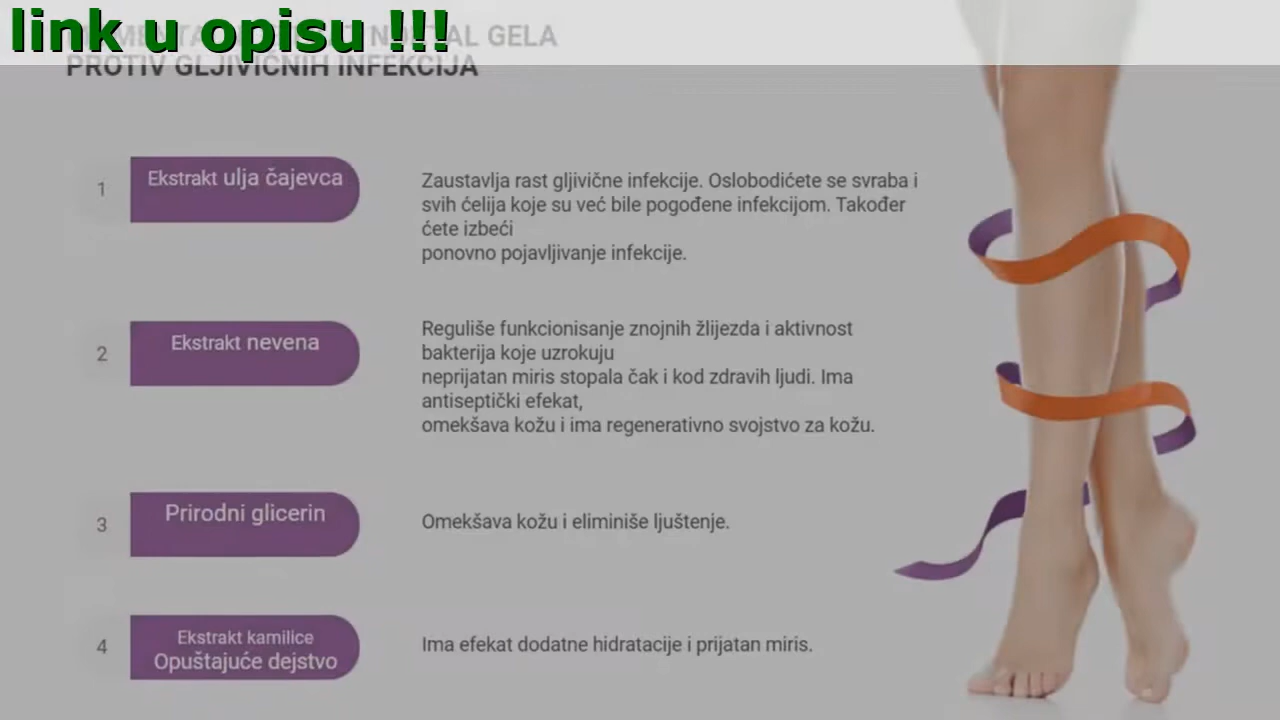 link u opisu !!!
GELA
PROTIV GLJIVIČNIH INFEKCIJA
1
Ekstrakt ulja čajevca
Zaustavlja rast gljivične infekcije. Oslobodićete se svraba i
svih ćelija koje su već bile pogođene infekcijom. Također
ćete izbeći
ponovno pojavljivanje infekcije.
2
Ekstrakt nevena
Reguliše funkcionisanje znojnih žlijezda i aktivnost
bakterija koje uzrokuju
neprijatan miris stopala čak i kod zdravih ljudi. Ima
antiseptički efekat,
omekšava kožu i ima regenerativno svojstvo za kožu.
3
Prirodni glicerin
Omekšava kožu i eliminiše ljuštenje.
4
Ekstrakt kamilice
Opuštajuće dejstvo
Ima efekat dodatne hidratacije i prijatan miris.